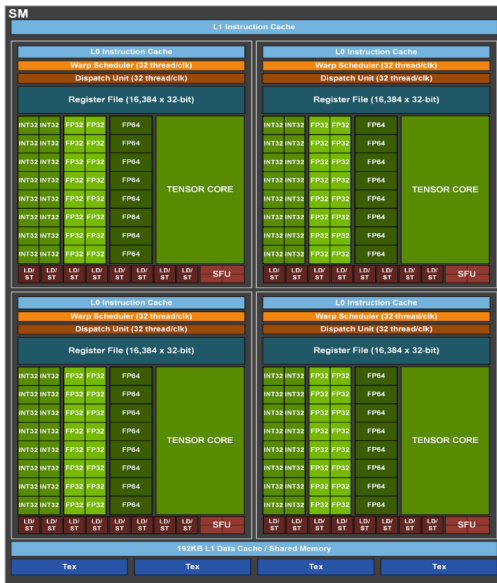 SM
L1 Instruction Cache
L0 Instruction Cache
Warp Scheduler (32 thread/clk)
Dispatch Unit (32 thread/clk)
Register File (16,384 x 32-bit)
INT32 INT32 FP32 FP32 FP64
INT32 INT32 FP32 FP32 FP64
INT32 INT32 FP32 FP32 FP64
INT32 INT32 FP32 FP32 FP64
INT32 INT32 FP32 FP32 FP64
INT32 INT32 FP32 FP32 FP64
INT32 INT32 FP32 FP32 FP64
INT32 INT32 FP32 FP32 FP64
TENSOR CORE
LD/ LD/ LD/ LD/ LD/ LD/ LD/ LD/
ST ST ST ST ST ST ST ST
SFU
L0 Instruction Cache
Warp Scheduler (32 thread/clk)
Dispatch Unit (32 thread/clk)
Register File (16,384 x 32-bit)
INT32 INT32 FP32 FP32 FP64
INT32 INT32 FP32 FP32 FP64
INT32 INT32 FP32 FP32 FP64
INT32 INT32 FP32 FP32 FP64
INT32 INT32 FP32 FP32 FP64
INT32 INT32 FP32 FP32 FP64
INT32 INT32 FP32 FP32 FP64
INT32 INT32 FP32 FP32 FP64
TENSOR CORE
LD/ LD/ LD/ LD/ LD/ LD/ LD/ LD/
ST ST ST ST ST ST ST ST
SFU
L0 Instruction Cache
Warp Scheduler (32 thread/clk)
Dispatch Unit (32 thread/clk)
Register File (16,384 x 32-bit)
INT32 INT32 FP32 FP32 FP64
INT32 INT32 FP32 FP32 FP64
INT32 INT32 FP32 FP32 FP64
INT32 INT32 FP32 FP32 FP64
INT32 INT32 FP32 FP32 FP64
INT32 INT32 FP32 FP32 FP64
INT32 INT32 FP32 FP32 FP64
INT32 INT32 FP32 FP32 FP64
TENSOR CORE
LD/ LD/ LD/ LD/ LD/ LD/ LD/ LD/
ST ST ST ST ST ST ST ST
SFU
L0 Instruction Cache
Warp Scheduler (32 thread/clk)
Dispatch Unit (32 thread/clk)
Register File (16,384 x 32-bit)
INT32 INT32 FP32 FP32 FP64
INT32 INT32 FP32 FP32 FP64
INT32 INT32 FP32 FP32 FP64
INT32 INT32 FP32 FP32 FP64
INT32 INT32 FP32 FP32 FP64
INT32 INT32 FP32 FP32 FP64
INT32 INT32 FP32 FP32 FP64
INT32 INT32 FP32 FP32 FP64
TENSOR CORE
LD/ LD/ LD/ LD/ LD/ LD/ LD/ LD/
ST ST ST ST ST ST ST ST
SFU
192KB L1 Data Cache / Shared Memory
Tex Tex Tex Tex